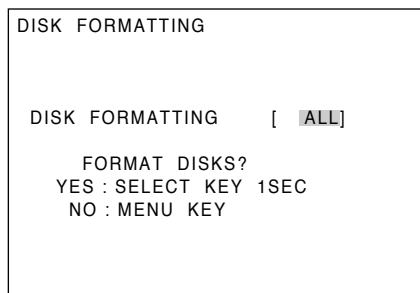 DISK FORMATTING
DISK FORMATTING [ ALL]
FORMAT DISKS?
YES : SELECT KEY 1SEC
NO : MENU KEY